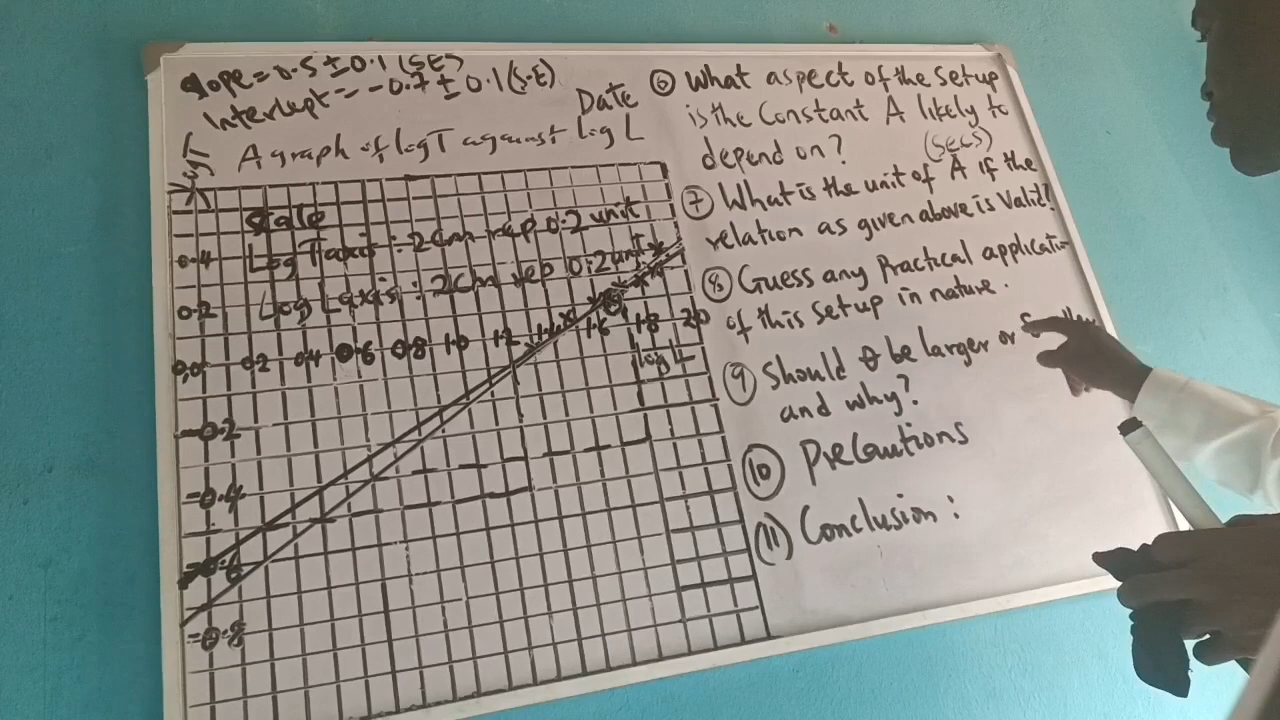 Slope = 0.5 ± 0.1 (S.E)
Intercept = -0.7 ± 0.1 (S.E)
Date
A graph of logT against log L
LogT
Scale
Log T axis : 2cm rep 0.2 unit
Log L axis : 2cm rep 0.2 unit
0.4
0.2
0.0 0.2 0.4 0.6 0.8 1.0 1.2 1.4 1.6 1.8 2.0
log L
-0.2
-0.4
-0.6
-0.8
⑥ What aspect of the setup
is the Constant A likely to
depend on?
(secs)
⑦ What is the unit of A if the
relation as given above is Valid?
⑧ Guess any Practical applicati-
of this setup in nature.
⑨ Should θ be larger or
and why?
⑩ Precautions
(11) Conclusion :